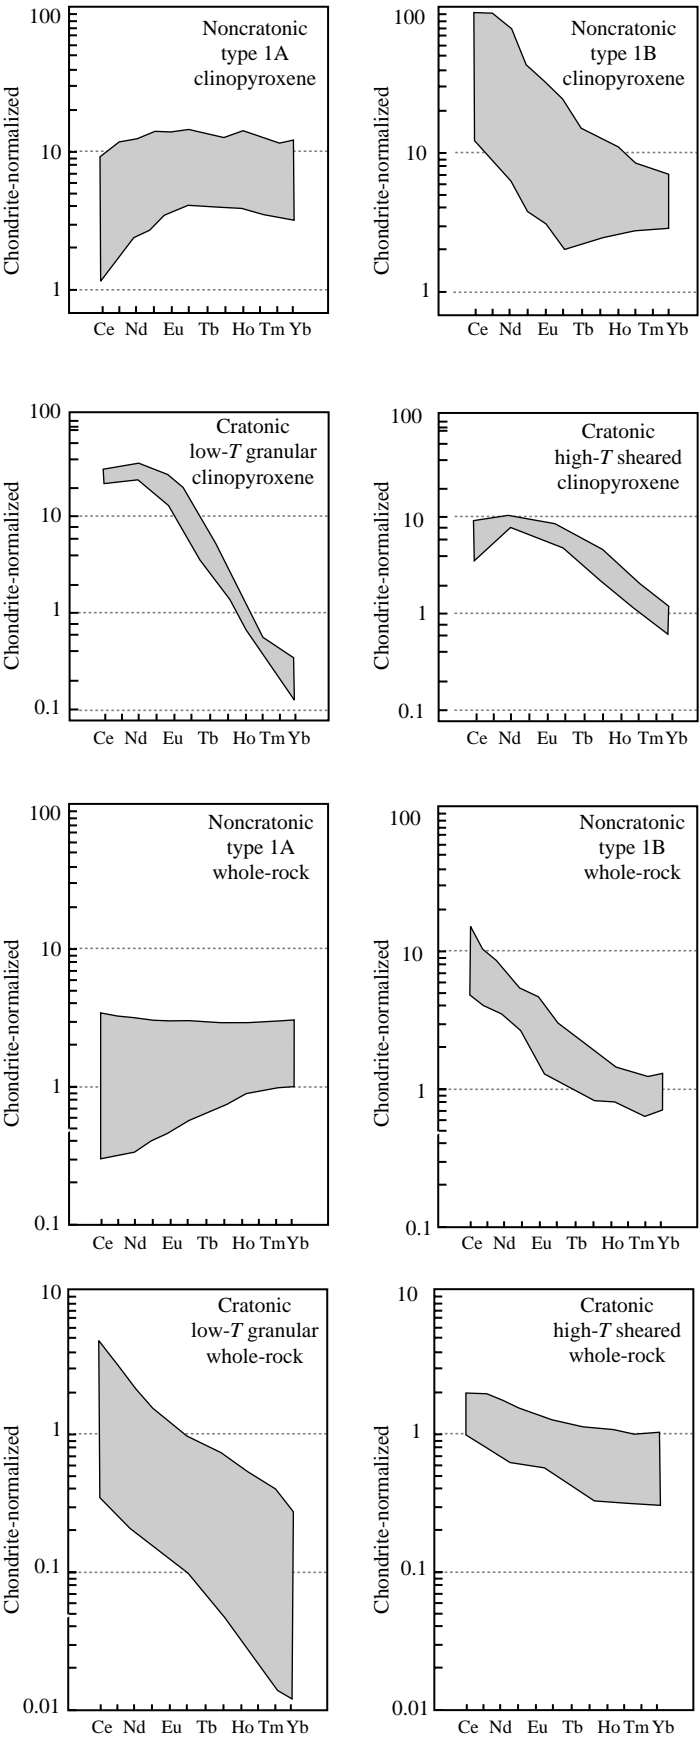 100
10
1
Chondrite-normalized
Noncratonic
type 1A
clinopyroxene
Ce Nd Eu Tb Ho Tm Yb
100
10
1
Chondrite-normalized
Noncratonic
type 1B
clinopyroxene
Ce Nd Eu Tb Ho Tm Yb
100
10
1
0.1
Chondrite-normalized
Cratonic
low-T granular
clinopyroxene
Ce Nd Eu Tb Ho Tm Yb
100
10
1
0.1
Chondrite-normalized
Cratonic
high-T sheared
clinopyroxene
Ce Nd Eu Tb Ho Tm Yb
100
10
1
0.1
Chondrite-normalized
Noncratonic
type 1A
whole-rock
Ce Nd Eu Tb Ho Tm Yb
100
10
1
0.1
Chondrite-normalized
Noncratonic
type 1B
whole-rock
Ce Nd Eu Tb Ho Tm Yb
10
1
0.1
0.01
Chondrite-normalized
Cratonic
low-T granular
whole-rock
Ce Nd Eu Tb Ho Tm Yb
10
1
0.1
0.01
Chondrite-normalized
Cratonic
high-T sheared
whole-rock
Ce Nd Eu Tb Ho Tm Yb